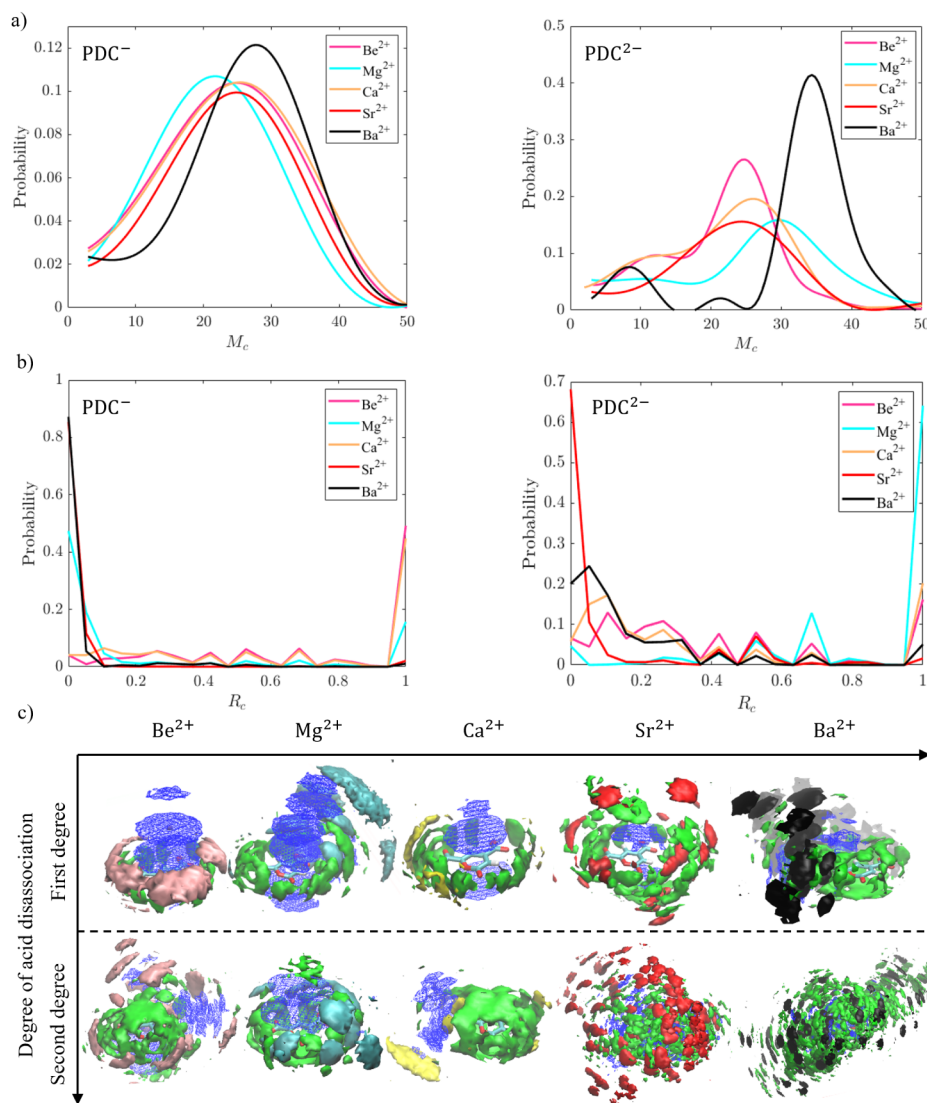 a)
PDC⁻
Be²⁺
Mg²⁺
Ca²⁺
Sr²⁺
Ba²⁺
Probability
0.12
0.1
0.08
0.06
0.04
0.02
0
0 10 20 30 40 50
M_c
PDC²⁻
Be²⁺
Mg²⁺
Ca²⁺
Sr²⁺
Ba²⁺
Probability
0.5
0.4
0.3
0.2
0.1
0
0 10 20 30 40 50
M_c
b)
PDC⁻
Be²⁺
Mg²⁺
Ca²⁺
Sr²⁺
Ba²⁺
Probability
1
0.8
0.6
0.4
0.2
0
0 0.2 0.4 0.6 0.8 1
R_c
PDC²⁻
Be²⁺
Mg²⁺
Ca²⁺
Sr²⁺
Ba²⁺
Probability
0.7
0.6
0.5
0.4
0.3
0.2
0.1
0
0 0.2 0.4 0.6 0.8 1
R_c
c)
Be²⁺ Mg²⁺ Ca²⁺ Sr²⁺ Ba²⁺
Degree of acid disassociation
First degree
Second degree